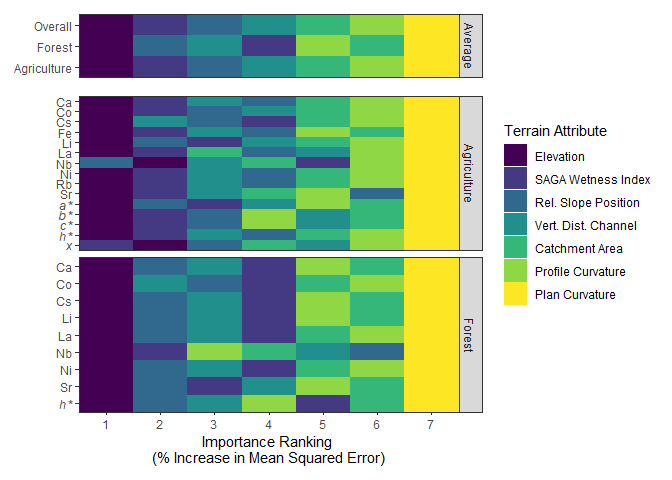 Overall
Forest
Agriculture
Average
Ca
Co
Cs
Fe
Li
La
Nb
Ni
Rb
Sr
a*
b*
c*
h*
x
Agriculture
Ca
Co
Cs
Li
La
Nb
Ni
Sr
h*
Forest
1 2 3 4 5 6 7
Importance Ranking
(% Increase in Mean Squared Error)
Terrain Attribute
Elevation
SAGA Wetness Index
Rel. Slope Position
Vert. Dist. Channel
Catchment Area
Profile Curvature
Plan Curvature